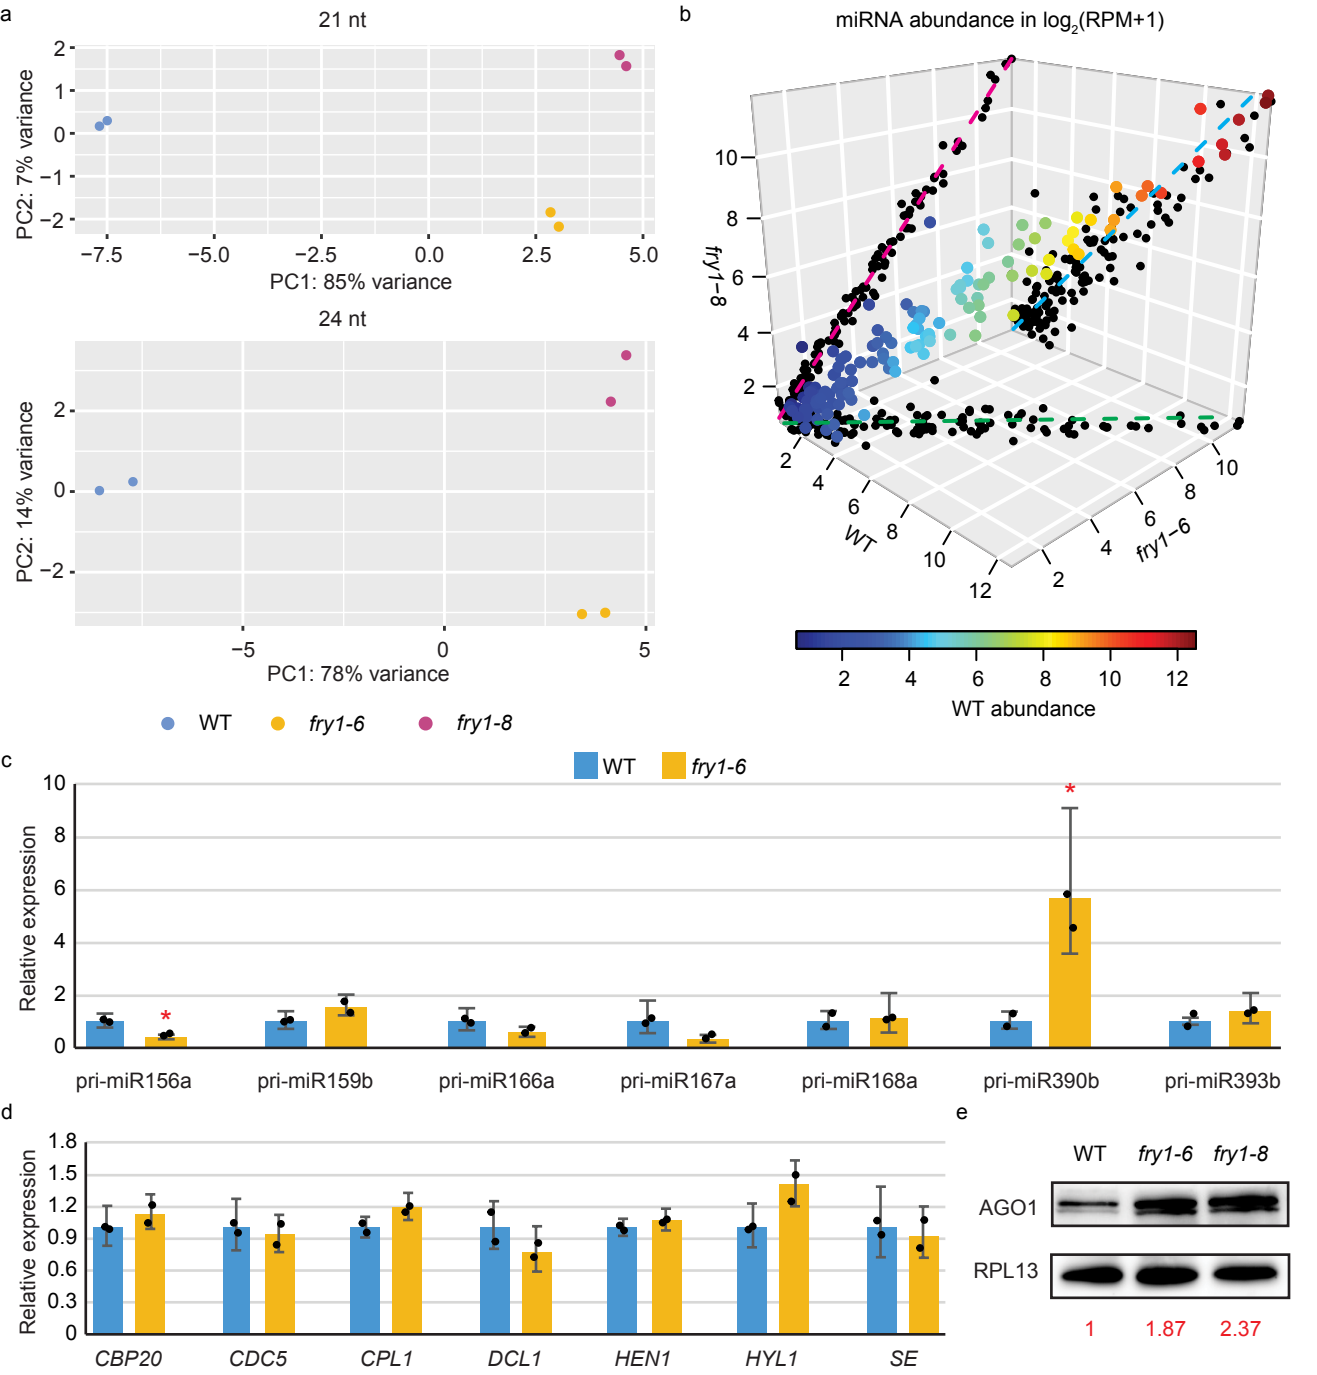 a
21 nt
PC2: 7% variance
2
1
0
−1
−2
−7.5 −5.0 −2.5 0.0 2.5 5.0
PC1: 85% variance
24 nt
PC2: 14% variance
2
0
−2
−5 0 5
PC1: 78% variance
WT fry1-6 fry1-8
b
miRNA abundance in log2(RPM+1)
fry1−8
10
8
6
4
2
2 4 6 8 10 12
WT
2 4 6 8 10
fry1−6
2 4 6 8 10 12
WT abundance
c
WT fry1-6
Relative expression
10
8
6
4
2
0
*
*
pri-miR156a pri-miR159b pri-miR166a pri-miR167a pri-miR168a pri-miR390b pri-miR393b
d
Relative expression
1.8
1.5
1.2
0.9
0.6
0.3
0
CBP20 CDC5 CPL1 DCL1 HEN1 HYL1 SE
e
WT fry1-6 fry1-8
AGO1
RPL13
1 1.87 2.37